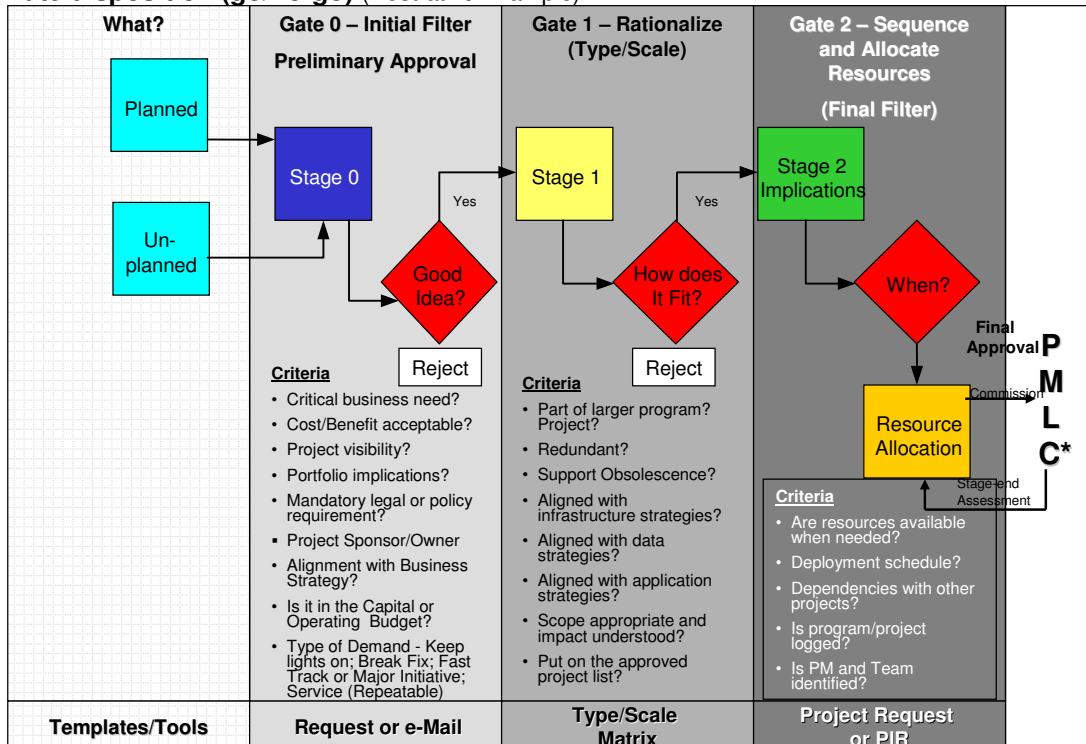 What?
Planned
Un-
planned
Templates/Tools
Gate 0 – Initial Filter
Preliminary Approval
Stage 0
Yes
Good
Idea?
Reject
Criteria
• Critical business need?
• Cost/Benefit acceptable?
• Project visibility?
• Portfolio implications?
• Mandatory legal or policy
requirement?
▪ Project Sponsor/Owner
• Alignment with Business
Strategy?
• Is it in the Capital or
Operating Budget?
• Type of Demand - Keep
lights on; Break Fix; Fast
Track or Major Initiative;
Service (Repeatable)
Request or e-Mail
Gate 1 – Rationalize
(Type/Scale)
Stage 1
Yes
How does
It Fit?
Reject
Criteria
• Part of larger program?
Project?
• Redundant?
• Support Obsolescence?
• Aligned with
infrastructure strategies?
• Aligned with data
strategies?
• Aligned with application
strategies?
• Scope appropriate and
impact understood?
• Put on the approved
project list?
Type/Scale
Matrix
Gate 2 – Sequence
and Allocate
Resources
(Final Filter)
Stage 2
Implications
When?
Final
Approval
Commission
Resource
Allocation
Stage-end
Assessment
P
M
L
C*
Criteria
• Are resources available
when needed?
• Deployment schedule?
• Dependencies with other
projects?
• Is program/project
logged?
• Is PM and Team
identified?
Project Request
or PIR